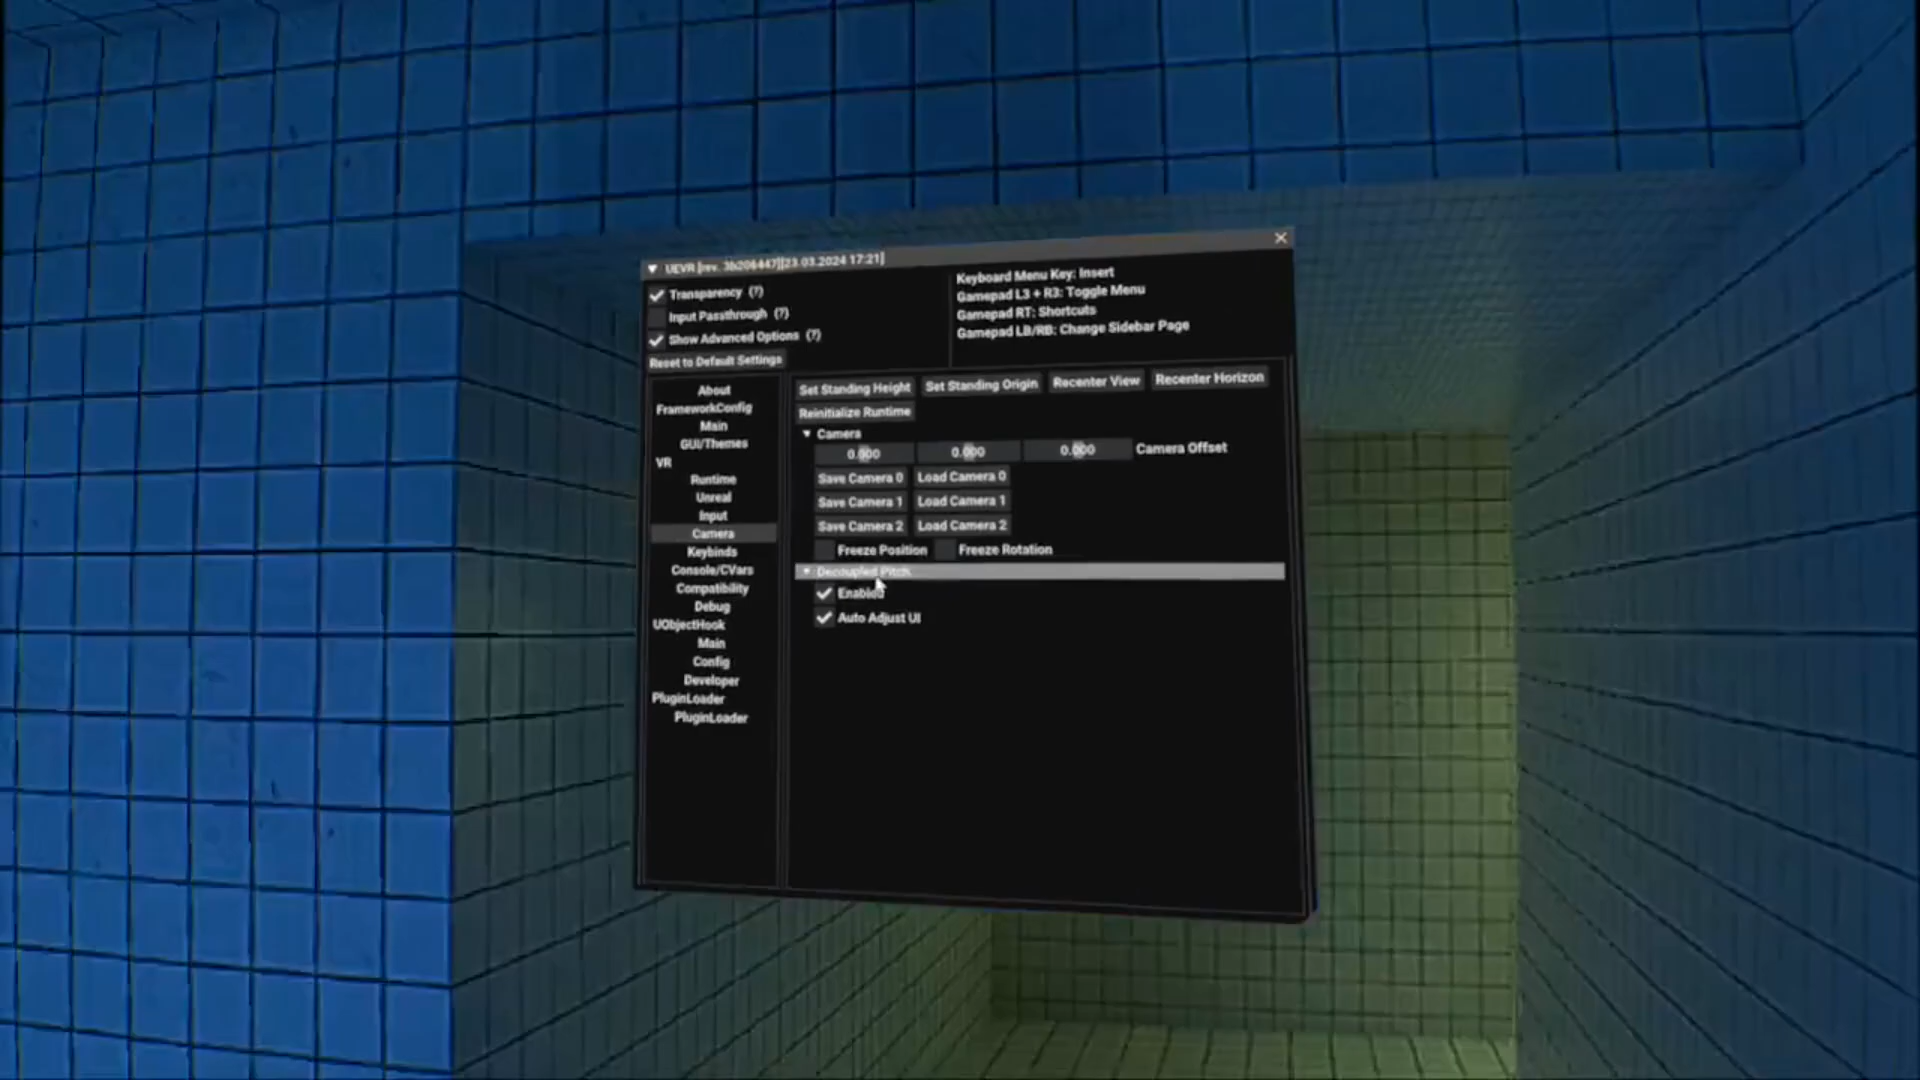 UEVR [rev. 3b206447][23.03.2024 17:21]
Transparency (?)
Input Passthrough (?)
Show Advanced Options (?)
Reset to Default Settings
Keyboard Menu Key: Insert
Gamepad L3 + R3: Toggle Menu
Gamepad RT: Shortcuts
Gamepad LB/RB: Change Sidebar Page
About
FrameworkConfig
Main
GUI/Themes
VR
Runtime
Unreal
Input
Camera
Keybinds
Console/CVars
Compatibility
Debug
UObjectHook
Main
Config
Developer
PluginLoader
PluginLoader
Set Standing Height Set Standing Origin Recenter View Recenter Horizon
Reinitialize Runtime
Camera
0.000 0.000 0.000 Camera Offset
Save Camera 0 Load Camera 0
Save Camera 1 Load Camera 1
Save Camera 2 Load Camera 2
Freeze Position Freeze Rotation
Decoupled Pitch
Enabled
Auto Adjust UI